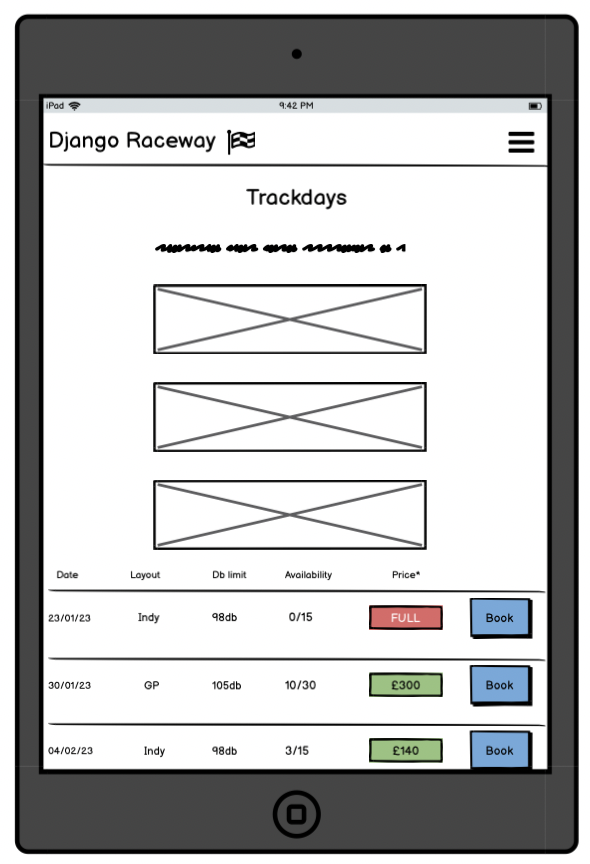 iPad 9:42 PM
Django Raceway
Trackdays
Date Layout Db limit Availability Price*
23/01/23 Indy 98db 0/15 FULL Book
30/01/23 GP 105db 10/30 £300 Book
04/02/23 Indy 98db 3/15 £140 Book